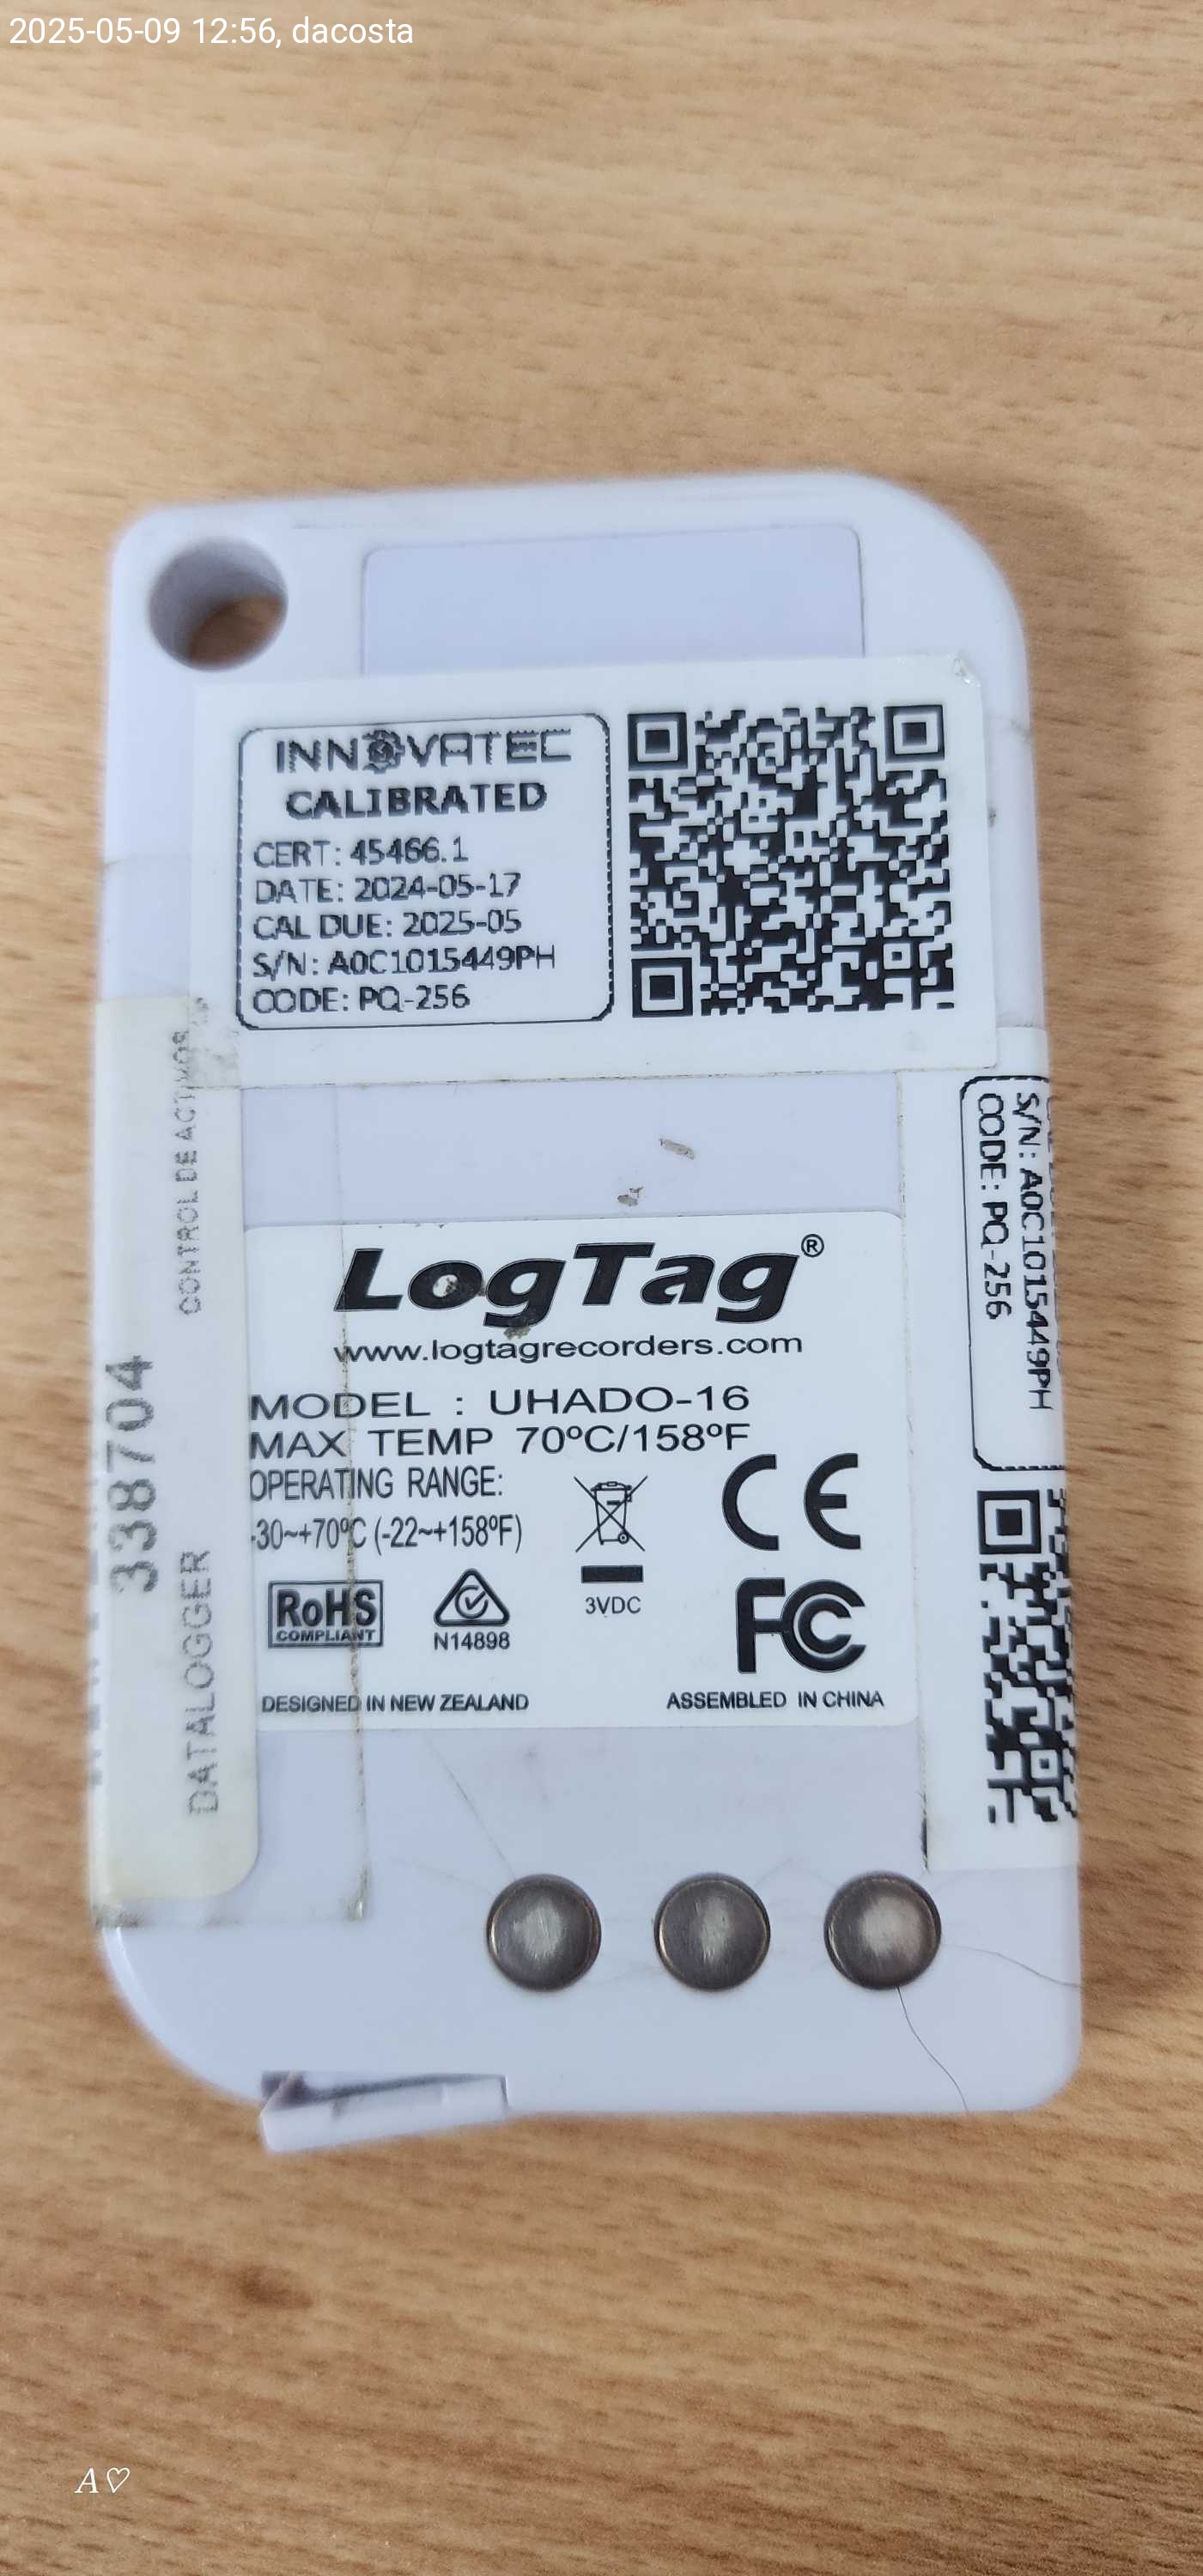 2025-05-09 12:56, dacosta
INNOVATEC
CALIBRATED
CERT: 45466.1
DATE: 2024-05-17
CAL DUE: 2025-05
S/N: A0C1015449PH
CODE: PQ-256
CONTROL DE ACTIVOS
338704
DATALOGGER
S/N: A0C1015449PH
CODE: PQ-256
LogTag®
www.logtagrecorders.com
MODEL : UHADO-16
MAX TEMP 70ºC/158ºF
OPERATING RANGE:
-30~+70ºC (-22~+158ºF)
CE
RoHS
COMPLIANT
N14898
3VDC
FC
DESIGNED IN NEW ZEALAND
ASSEMBLED IN CHINA
A♡